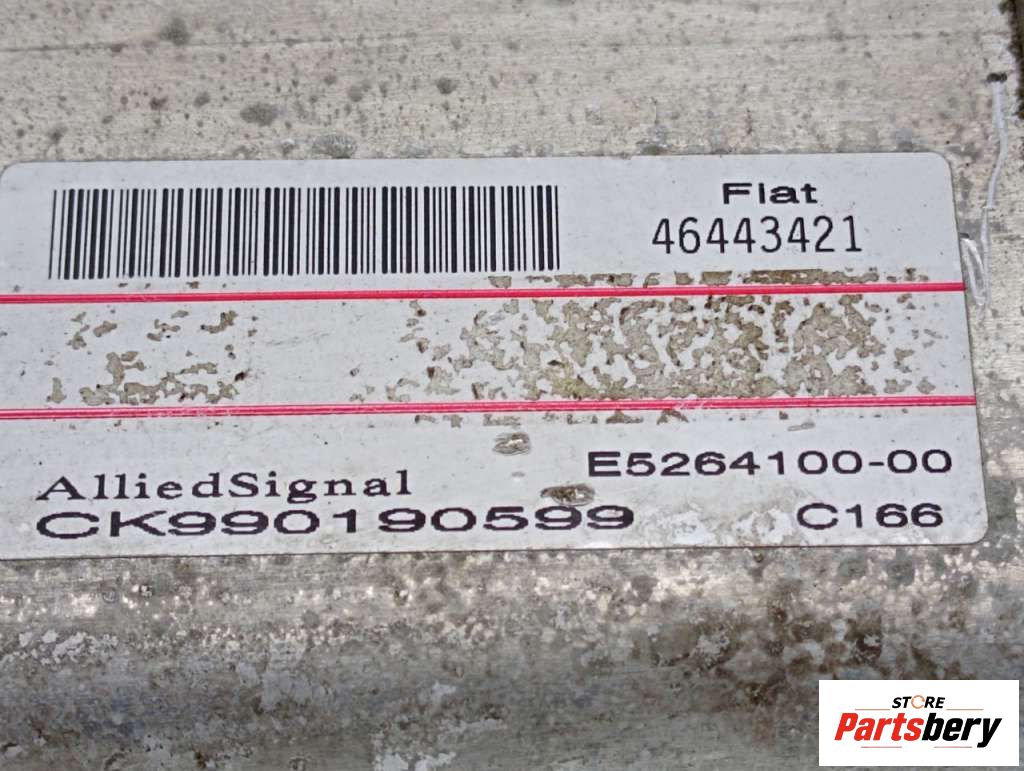 Fiat
46443421
E5264100-00
AlliedSignal
CK990190599
C166
STORE
Partsbery